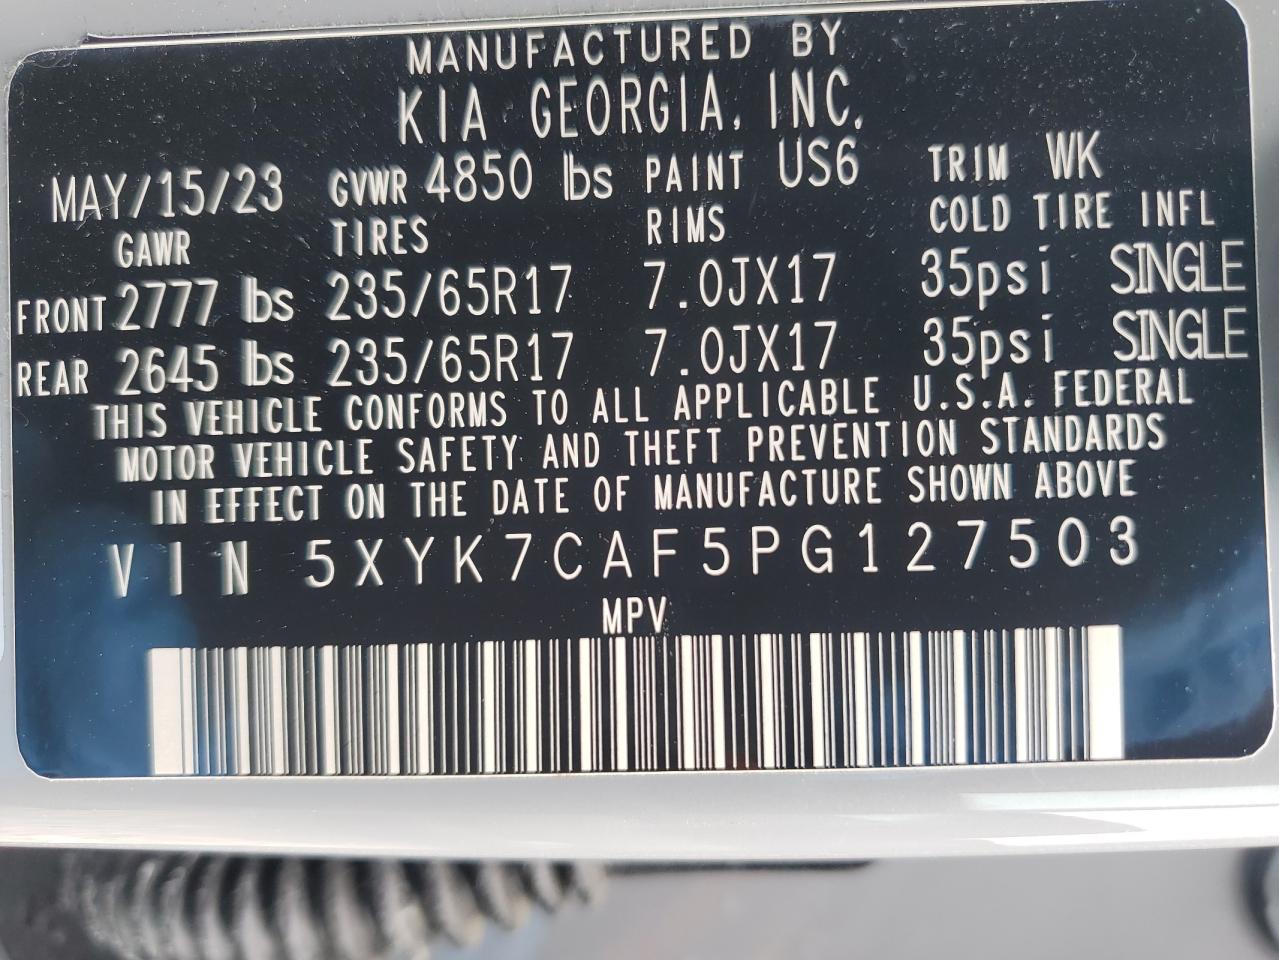 MANUFACTURED BY
KIA GEORGIA, INC.
MAY/15/23 GVWR 4850 lbs PAINT US6 TRIM WK
GAWR TIRES RIMS COLD TIRE INFL
FRONT 2777 lbs 235/65R17 7.0JX17 35psi SINGLE
REAR 2645 lbs 235/65R17 7.0JX17 35psi SINGLE
THIS VEHICLE CONFORMS TO ALL APPLICABLE U.S.A. FEDERAL
MOTOR VEHICLE SAFETY AND THEFT PREVENTION STANDARDS
IN EFFECT ON THE DATE OF MANUFACTURE SHOWN ABOVE
VIN 5XYK7CAF5PG127503
MPV